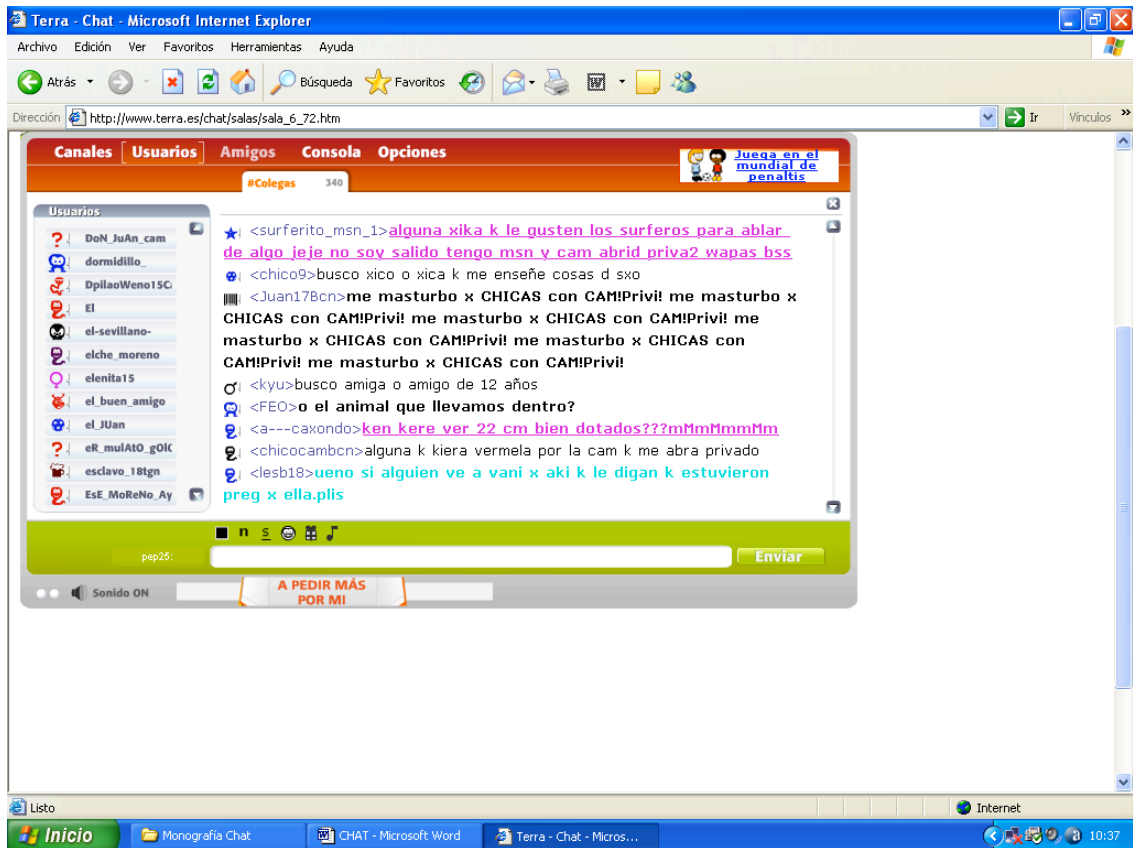 Terra - Chat - Microsoft Internet Explorer
Archivo Edición Ver Favoritos Herramientas Ayuda
Atrás Búsqueda Favoritos
Dirección http://www.terra.es/chat/salas/sala_6_72.htm Ir Vínculos »
Canales [Usuarios] Amigos Consola Opciones
Juega en el
mundial de
penaltis
#Colegas 340
Usuarios
DoN_JuAn_cam
dormidillo_
DpilaoWeno15C
El
el-sevillano-
elche_moreno
elenita15
el_buen_amigo
el_JUan
eR_mulAtO_gOlC
esclavo_18tgn
EsE_MoReNo_Ay
<surferito_msn_1>alguna xika k le gusten los surferos para ablar
de algo jeje no soy salido tengo msn y cam abrid priva2 wapas bss
<chico9>busco xico o xica k me enseñe cosas d sxo
<Juan17Bcn>me masturbo x CHICAS con CAM!Privi! me masturbo x
CHICAS con CAM!Privi! me masturbo x CHICAS con CAM!Privi! me
masturbo x CHICAS con CAM!Privi! me masturbo x CHICAS con
CAM!Privi! me masturbo x CHICAS con CAM!Privi!
<kyu>busco amiga o amigo de 12 años
<FEO>o el animal que llevamos dentro?
<a---caxondo>ken kere ver 22 cm bien dotados???mMmMmmMm
<chicocambcn>alguna k kiera vermela por la cam k me abra privado
<lesb18>ueno si alguien ve a vani x aki k le digan k estuvieron
preg x ella.plis
n s
pep25: Enviar
Sonido ON
A PEDIR MÁS
POR MI
Listo Internet
Inicio Monografía Chat CHAT - Microsoft Word Terra - Chat - Micros... 10:37